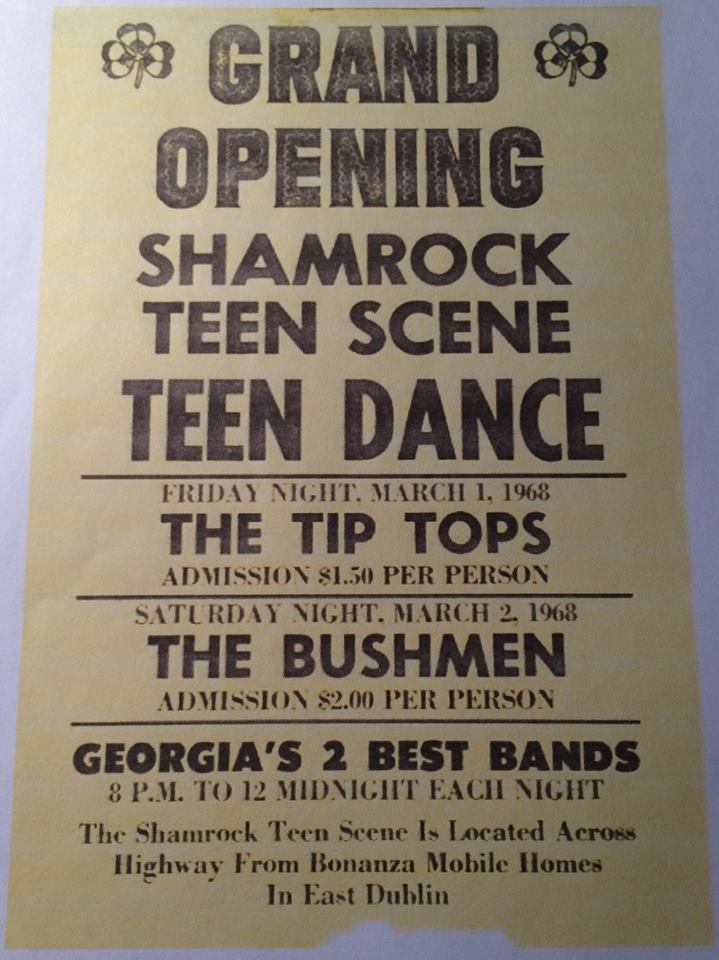 GRAND
OPENING
SHAMROCK
TEEN SCENE
TEEN DANCE
FRIDAY NIGHT, MARCH 1, 1968
THE TIP TOPS
ADMISSION $1.50 PER PERSON
SATURDAY NIGHT, MARCH 2, 1968
THE BUSHMEN
ADMISSION $2.00 PER PERSON
GEORGIA'S 2 BEST BANDS
8 P.M. TO 12 MIDNIGHT EACH NIGHT
The Shamrock Teen Scene Is Located Across
Highway From Bonanza Mobile Homes
In East Dublin